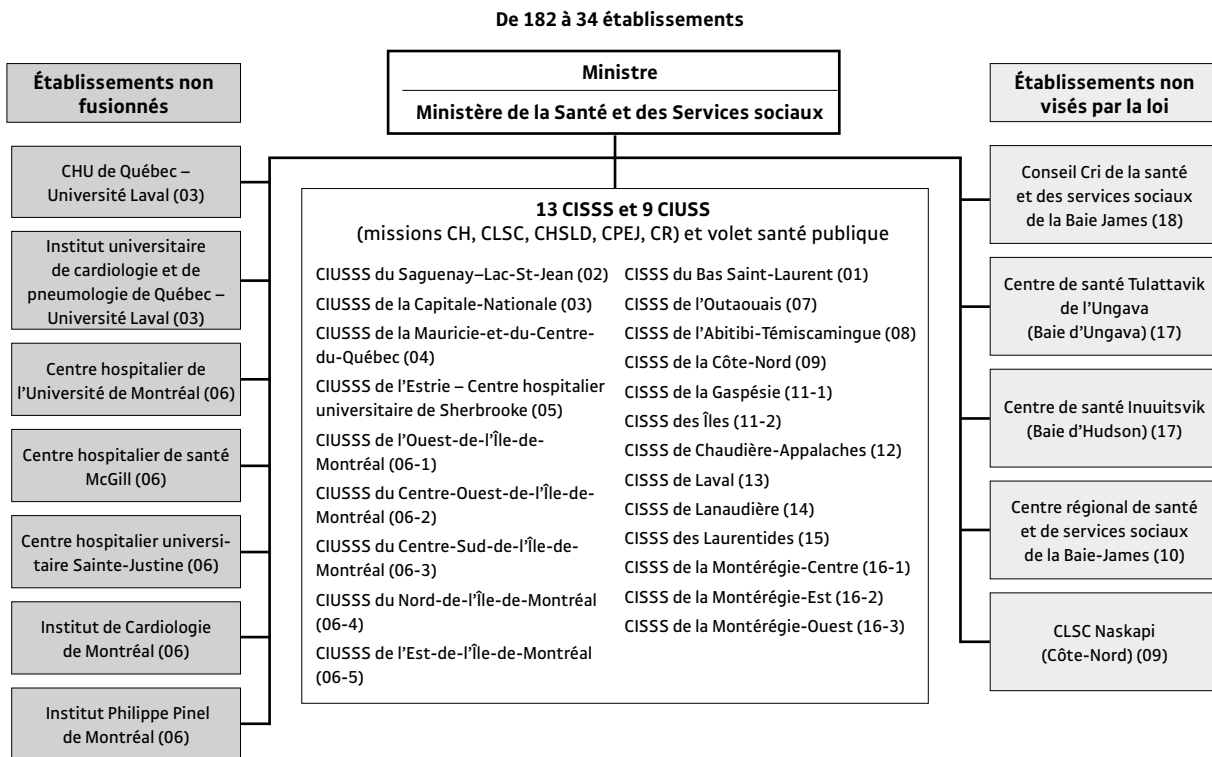 De 182 à 34 établissements
Ministre
Ministère de la Santé et des Services sociaux
Établissements non
fusionnés
CHU de Québec –
Université Laval (03)
Institut universitaire
de cardiologie et de
pneumologie de Québec –
Université Laval (03)
Centre hospitalier de
l'Université de Montréal (06)
Centre hospitalier de santé
McGill (06)
Centre hospitalier universi-
taire Sainte-Justine (06)
Institut de Cardiologie
de Montréal (06)
Institut Philippe Pinel
de Montréal (06)
13 CISSS et 9 CIUSS
(missions CH, CLSC, CHSLD, CPEJ, CR) et volet santé publique
CIUSSS du Saguenay–Lac-St-Jean (02)
CIUSSS de la Capitale-Nationale (03)
CIUSSS de la Mauricie-et-du-Centre-
du-Québec (04)
CIUSSS de l'Estrie – Centre hospitalier
universitaire de Sherbrooke (05)
CIUSSS de l'Ouest-de-l'Île-de-
Montréal (06-1)
CIUSSS du Centre-Ouest-de-l'Île-de-
Montréal (06-2)
CIUSSS du Centre-Sud-de-l'Île-de-
Montréal (06-3)
CIUSSS du Nord-de-l'Île-de-Montréal
(06-4)
CIUSSS de l'Est-de-l'Île-de-Montréal
(06-5)
CISSS du Bas Saint-Laurent (01)
CISSS de l'Outaouais (07)
CISSS de l'Abitibi-Témiscamingue (08)
CISSS de la Côte-Nord (09)
CISSS de la Gaspésie (11-1)
CISSS des Îles (11-2)
CISSS de Chaudière-Appalaches (12)
CISSS de Laval (13)
CISSS de Lanaudière (14)
CISSS des Laurentides (15)
CISSS de la Montérégie-Centre (16-1)
CISSS de la Montérégie-Est (16-2)
CISSS de la Montérégie-Ouest (16-3)
Établissements non
visés par la loi
Conseil Cri de la santé
et des services sociaux
de la Baie James (18)
Centre de santé Tulattavik
de l'Ungava
(Baie d'Ungava) (17)
Centre de santé Inuuitsvik
(Baie d'Hudson) (17)
Centre régional de santé
et de services sociaux
de la Baie-James (10)
CLSC Naskapi
(Côte-Nord) (09)